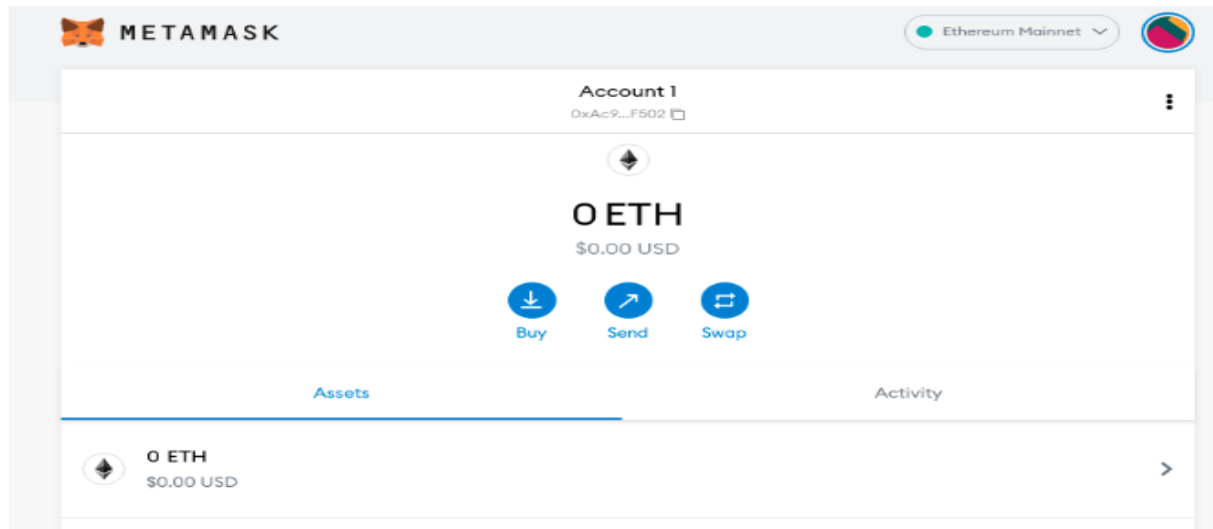 METAMASK
Ethereum Mainnet
Account 1
0xAc9...F502
0 ETH
$0.00 USD
Buy Send Swap
Assets Activity
0 ETH
$0.00 USD